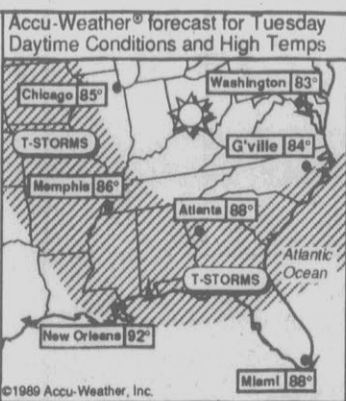 Accu-Weather® forecast for Tuesday
Daytime Conditions and High Temps
Washington 83°
Chicago 85°
T-STORMS
G'ville 84°
Memphis 86°
Atlanta 88°
Atlantic
Ocean
T-STORMS
New Orleans 92°
Miami 88°
©1989 Accu-Weather, Inc.